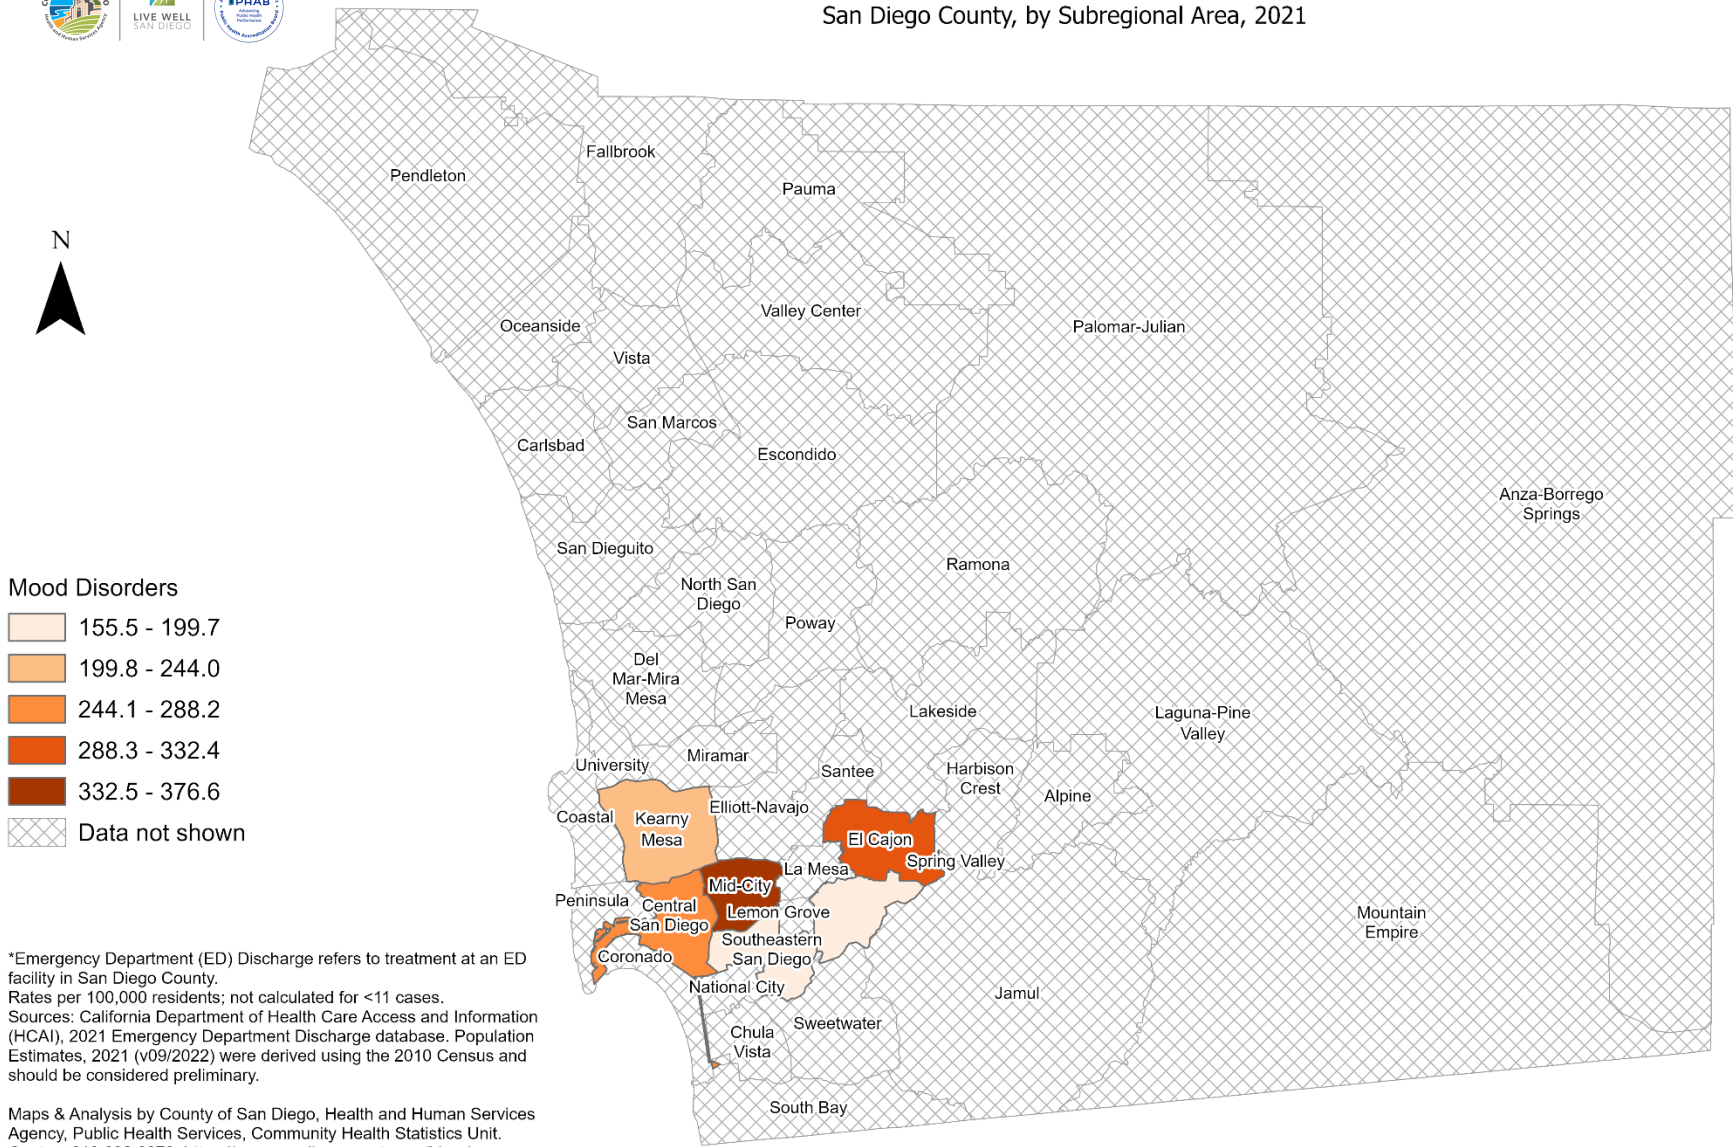 PHAB
Advancing
Public Health
Performance
LIVE WELL
SAN DIEGO
San Diego County, by Subregional Area, 2021
Fallbrook
Pendleton
Pauma
N
Valley Center
Oceanside
Palomar-Julian
Vista
San Marcos
Carlsbad
Escondido
Anza-Borrego
Springs
San Dieguito
Ramona
North San
Diego
Poway
Del
Mar-Mira
Mesa
Lakeside
Laguna-Pine
Valley
Miramar
University
Santee
Harbison
Crest
Alpine
Elliott-Navajo
Coastal
Kearny
Mesa
El Cajon
Spring Valley
La Mesa
Mid-City
Peninsula
Central
San Diego
Lemon Grove
Mountain
Empire
Southeastern
San Diego
Coronado
National City
Jamul
Sweetwater
Chula
Vista
South Bay
Mood Disorders
155.5 - 199.7
199.8 - 244.0
244.1 - 288.2
288.3 - 332.4
332.5 - 376.6
Data not shown
*Emergency Department (ED) Discharge refers to treatment at an ED
facility in San Diego County.
Rates per 100,000 residents; not calculated for <11 cases.
Sources: California Department of Health Care Access and Information
(HCAI), 2021 Emergency Department Discharge database. Population
Estimates, 2021 (v09/2022) were derived using the 2010 Census and
should be considered preliminary.
Maps & Analysis by County of San Diego, Health and Human Services
Agency, Public Health Services, Community Health Statistics Unit.